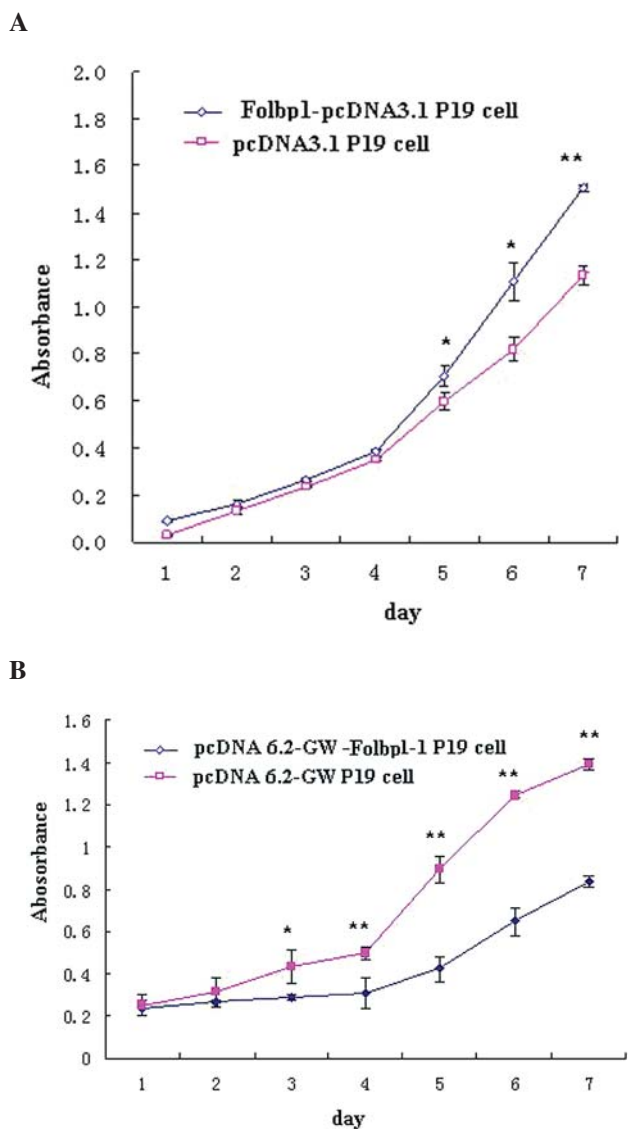 A
2.0
1.8
1.6
1.4
1.2
1.0
0.8
0.6
0.4
0.2
0.0
Absorbance
Folbp1-pcDNA3.1 P19 cell
pcDNA3.1 P19 cell
*
*
**
1 2 3 4 5 6 7
day
B
1.6
1.4
1.2
1
0.8
0.6
0.4
0.2
0
Abosorbance
pcDNA 6.2-GW -Folbp1-1 P19 cell
pcDNA 6.2-GW P19 cell
*
**
**
**
**
1 2 3 4 5 6 7
day